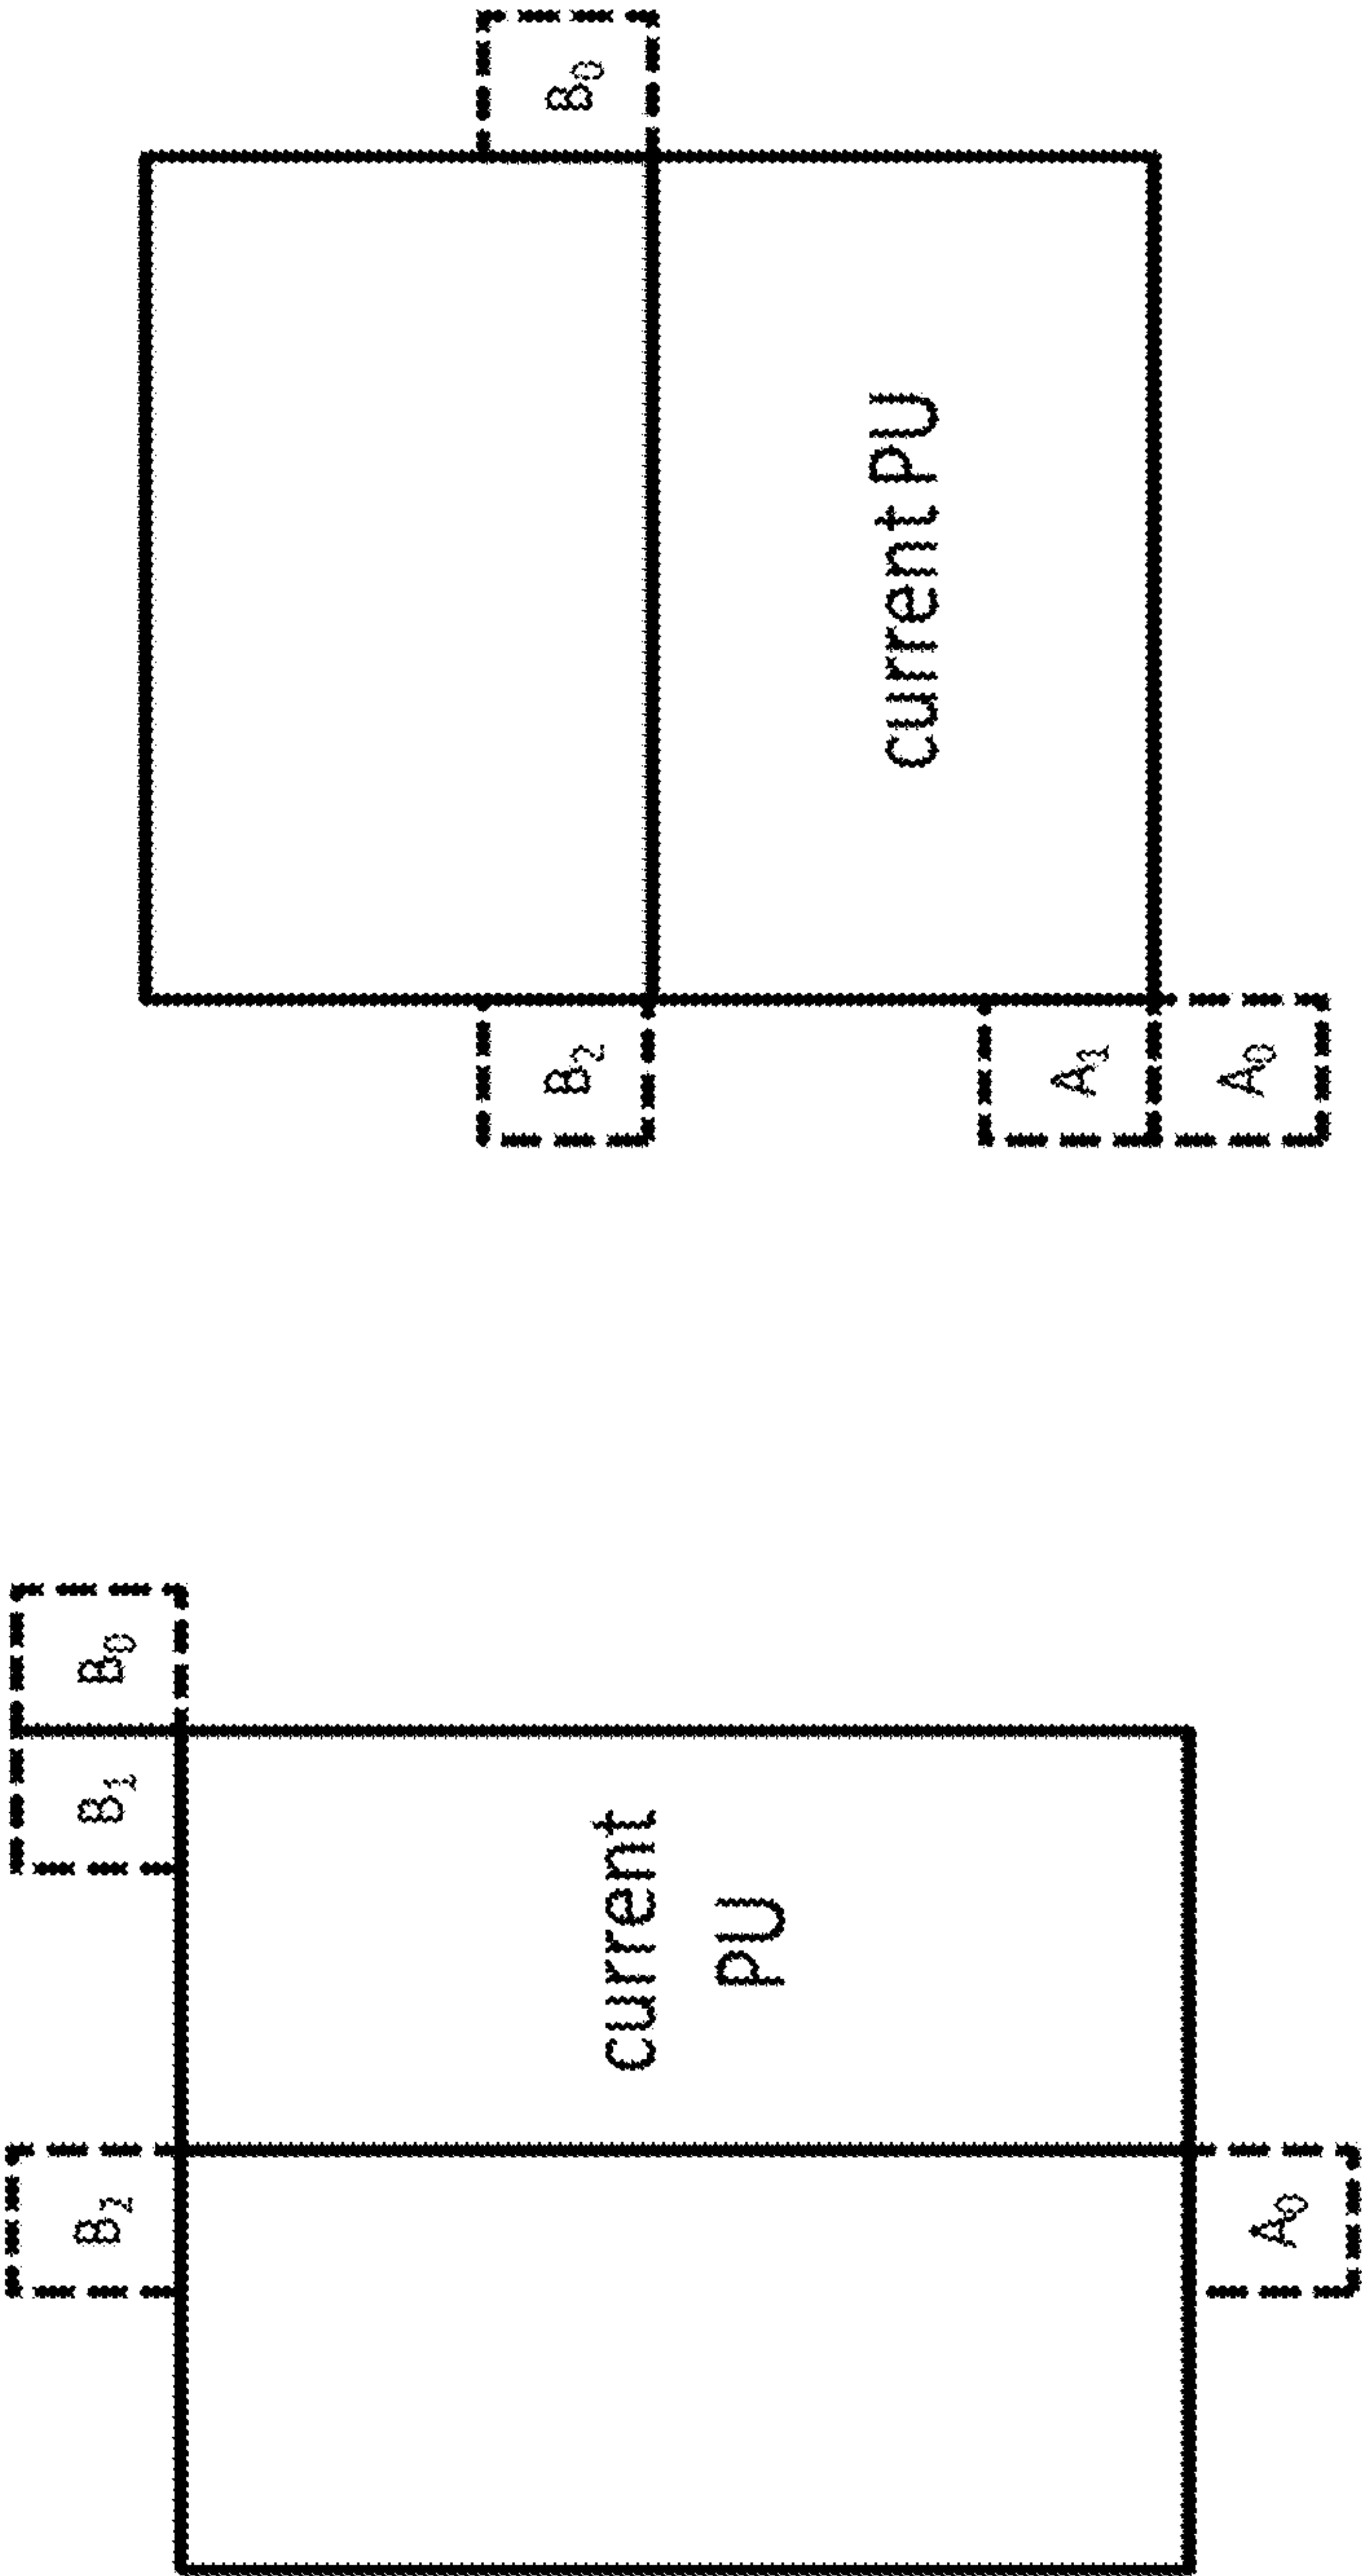 B2 B1 B0
current
PU
A0
B2 B0
current PU
A1
A0